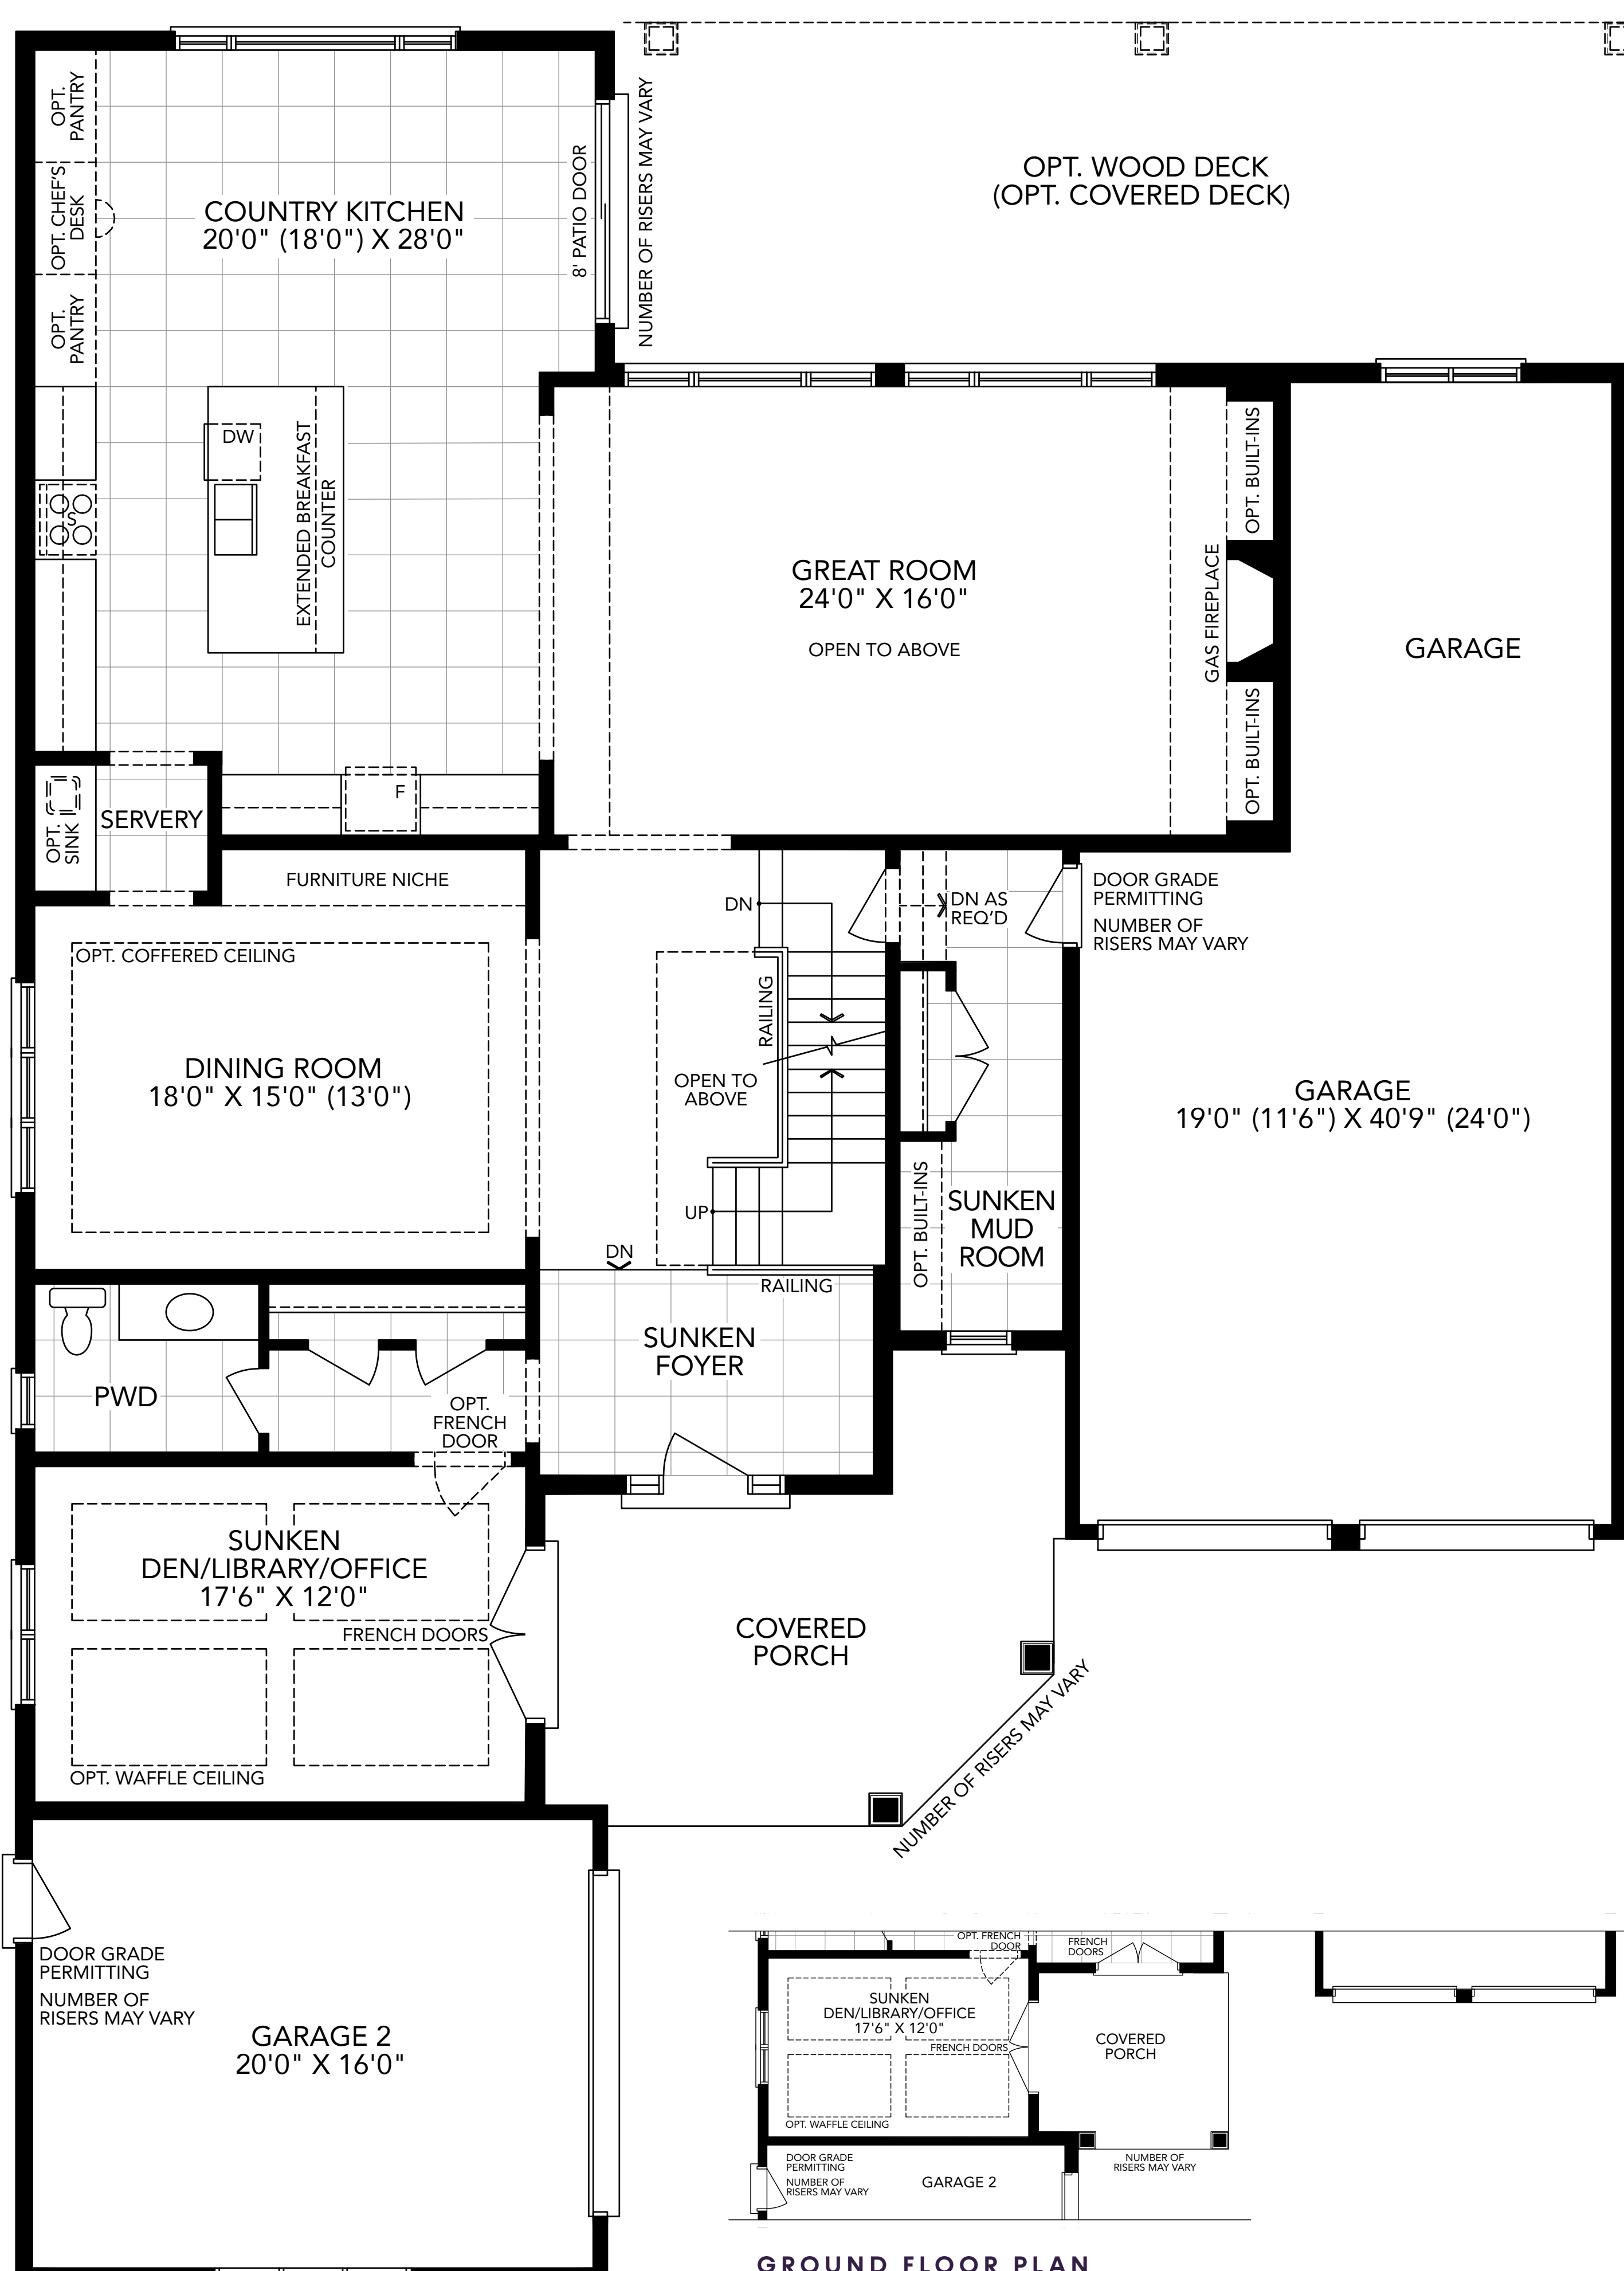 OPT.
PANTRY
OPT. CHEF'S
DESK
OPT.
PANTRY
COUNTRY KITCHEN
20'0" (18'0") X 28'0"
8' PATIO DOOR
NUMBER OF RISERS MAY VARY
OPT. WOOD DECK
(OPT. COVERED DECK)
DW
EXTENDED BREAKFAST
COUNTER
S
GREAT ROOM
24'0" X 16'0"
OPEN TO ABOVE
OPT. BUILT-INS
GAS FIREPLACE
OPT. BUILT-INS
GARAGE
F
OPT.
SINK
SERVERY
FURNITURE NICHE
OPT. COFFERED CEILING
DINING ROOM
18'0" X 15'0" (13'0")
DN
RAILING
OPEN TO
ABOVE
UP
DN
RAILING
DN AS
REQ'D
DOOR GRADE
PERMITTING
NUMBER OF
RISERS MAY VARY
OPT. BUILT-INS
SUNKEN
MUD
ROOM
GARAGE
19'0" (11'6") X 40'9" (24'0")
PWD
OPT.
FRENCH
DOOR
SUNKEN
FOYER
SUNKEN
DEN/LIBRARY/OFFICE
17'6" X 12'0"
FRENCH DOORS
OPT. WAFFLE CEILING
COVERED
PORCH
NUMBER OF RISERS MAY VARY
DOOR GRADE
PERMITTING
NUMBER OF
RISERS MAY VARY
GARAGE 2
20'0" X 16'0"
OPT. FRENCH
DOOR
FRENCH
DOORS
SUNKEN
DEN/LIBRARY/OFFICE
17'6" X 12'0"
FRENCH DOORS
OPT. WAFFLE CEILING
COVERED
PORCH
DOOR GRADE
PERMITTING
NUMBER OF
RISERS MAY VARY
GARAGE 2
NUMBER OF
RISERS MAY VARY
GROUND FLOOR PLAN